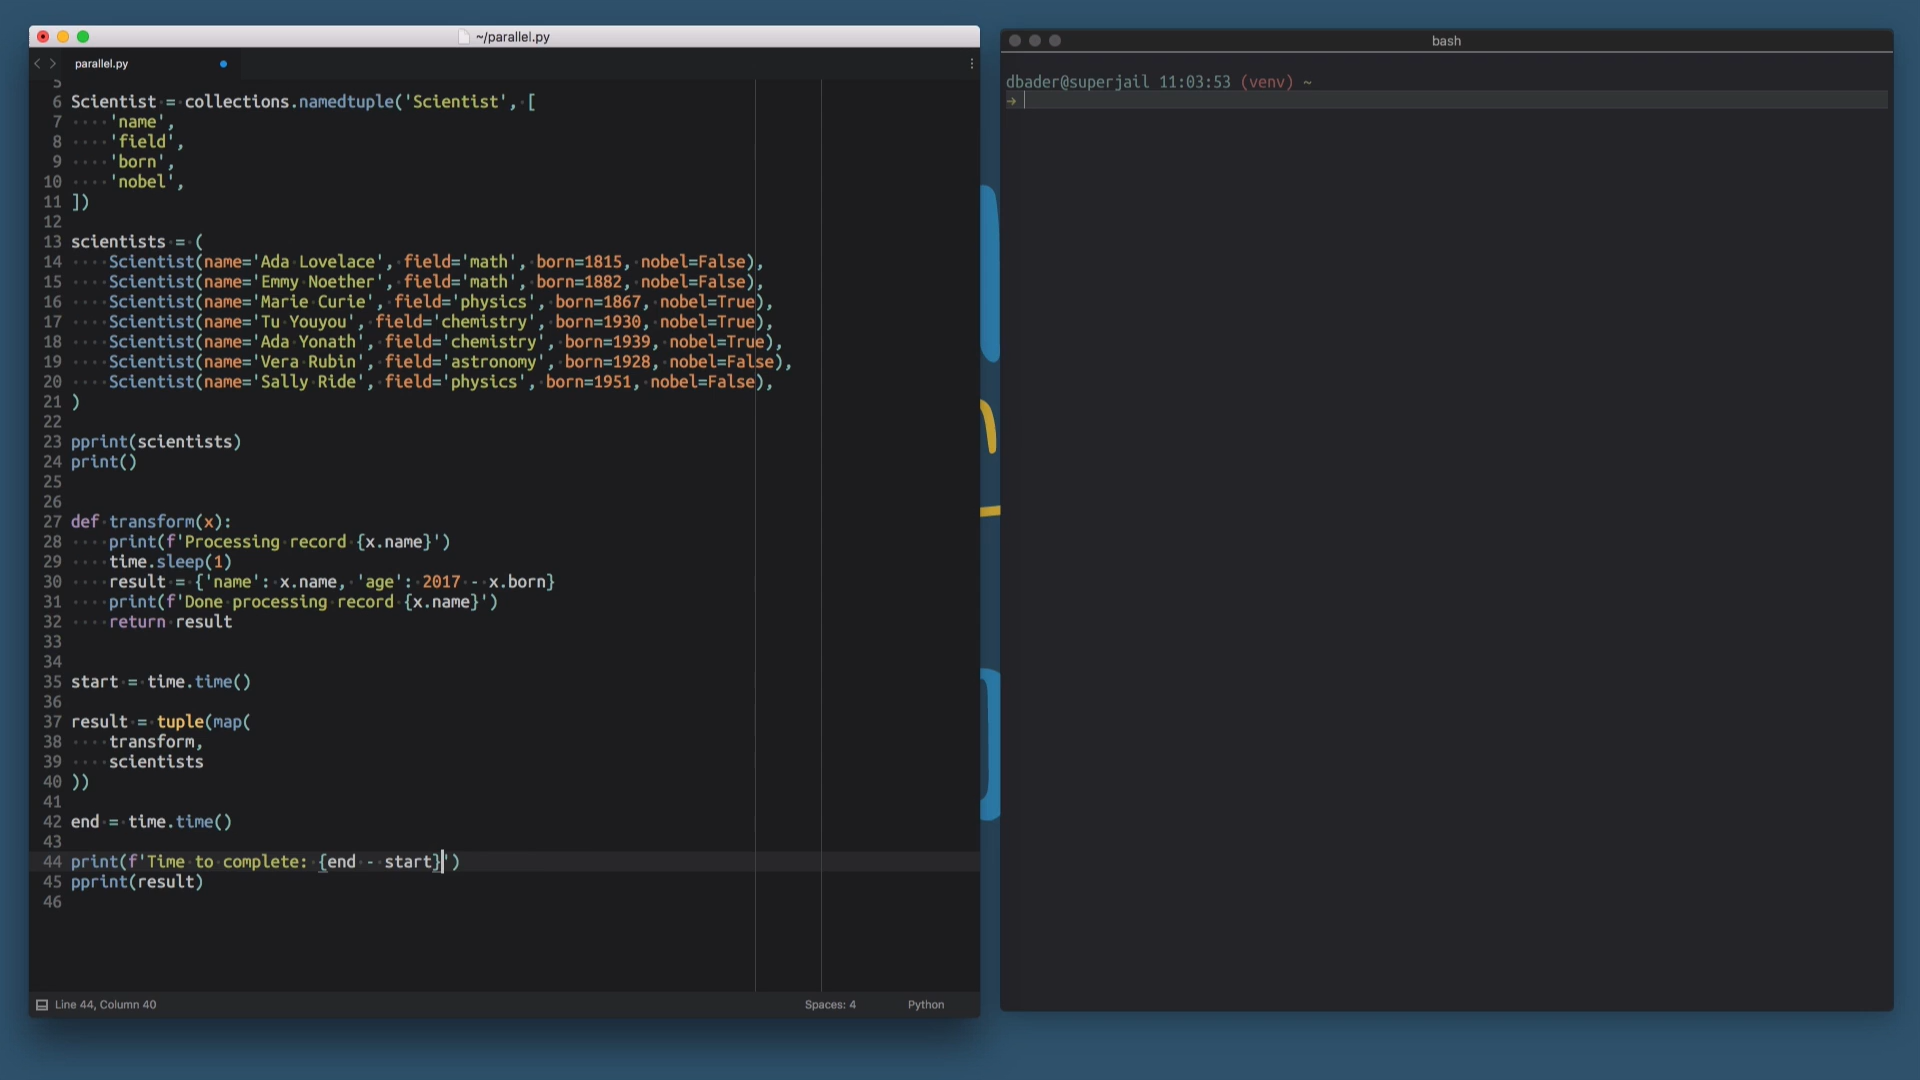 ~/parallel.py
parallel.py
5
6 Scientist = collections.namedtuple('Scientist', [
7     'name',
8     'field',
9     'born',
10     'nobel',
11 ])
12
13 scientists = (
14     Scientist(name='Ada Lovelace', field='math', born=1815, nobel=False),
15     Scientist(name='Emmy Noether', field='math', born=1882, nobel=False),
16     Scientist(name='Marie Curie', field='physics', born=1867, nobel=True),
17     Scientist(name='Tu Youyou', field='chemistry', born=1930, nobel=True),
18     Scientist(name='Ada Yonath', field='chemistry', born=1939, nobel=True),
19     Scientist(name='Vera Rubin', field='astronomy', born=1928, nobel=False),
20     Scientist(name='Sally Ride', field='physics', born=1951, nobel=False),
21 )
22
23 pprint(scientists)
24 print()
25
26
27 def transform(x):
28     print(f'Processing record {x.name}')
29     time.sleep(1)
30     result = {'name': x.name, 'age': 2017 - x.born}
31     print(f'Done processing record {x.name}')
32     return result
33
34
35 start = time.time()
36
37 result = tuple(map(
38     transform,
39     scientists
40 ))
41
42 end = time.time()
43
44 print(f'Time to complete: {end - start}')
45 pprint(result)
46
Line 44, Column 40
Spaces: 4
Python
bash
dbader@superjail 11:03:53 (venv) ~
→